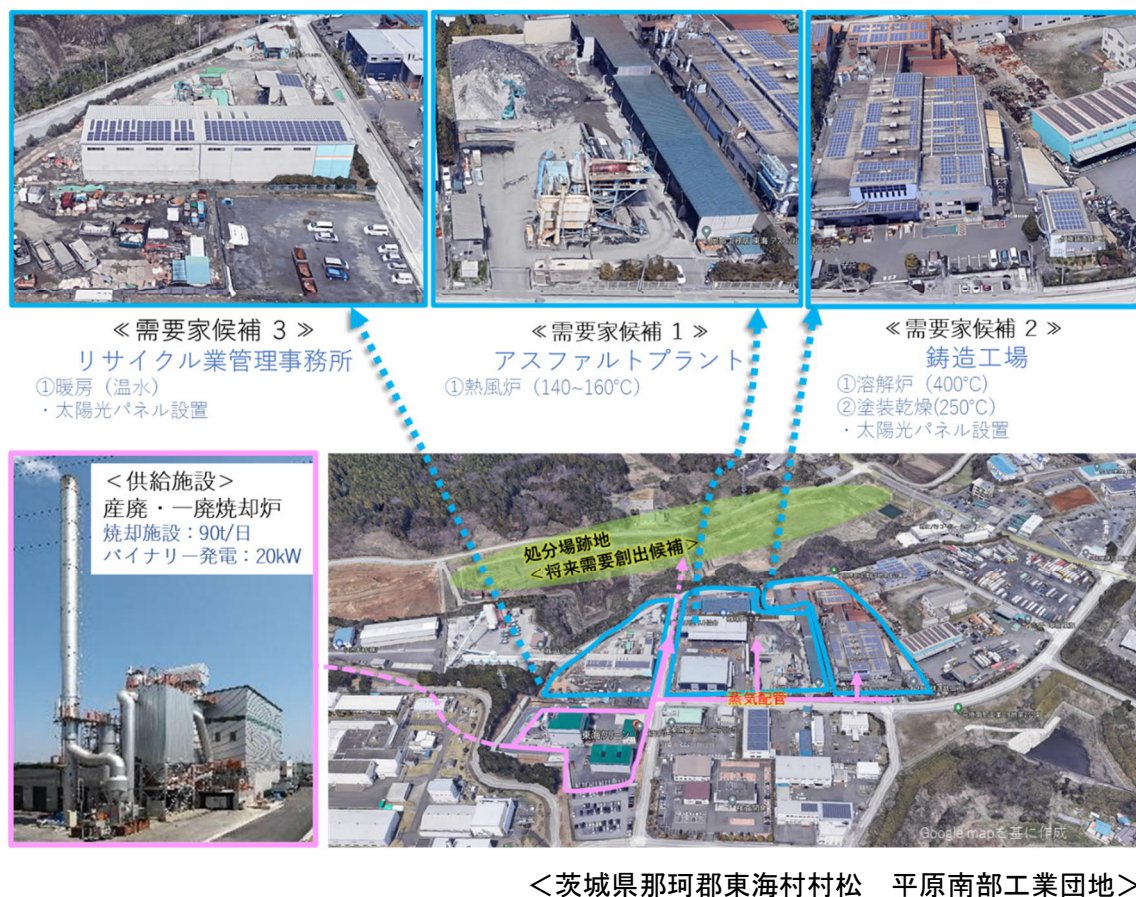 ≪需要家候補 3 ≫
リサイクル業管理事務所
①暖房（温水）
・太陽光パネル設置
≪需要家候補 1 ≫
アスファルトプラント
①熱風炉（140~160°C）
≪需要家候補 2 ≫
鋳造工場
①溶解炉（400°C）
②塗装乾燥(250°C）
・太陽光パネル設置
＜供給施設＞
産廃・一廃焼却炉
焼却施設：90t/日
バイナリー発電：20kW
処分場跡地
＜将来需要創出候補＞
蒸気配管
東海クリーン
Google mapを基に作成
＜茨城県那珂郡東海村村松　平原南部工業団地＞